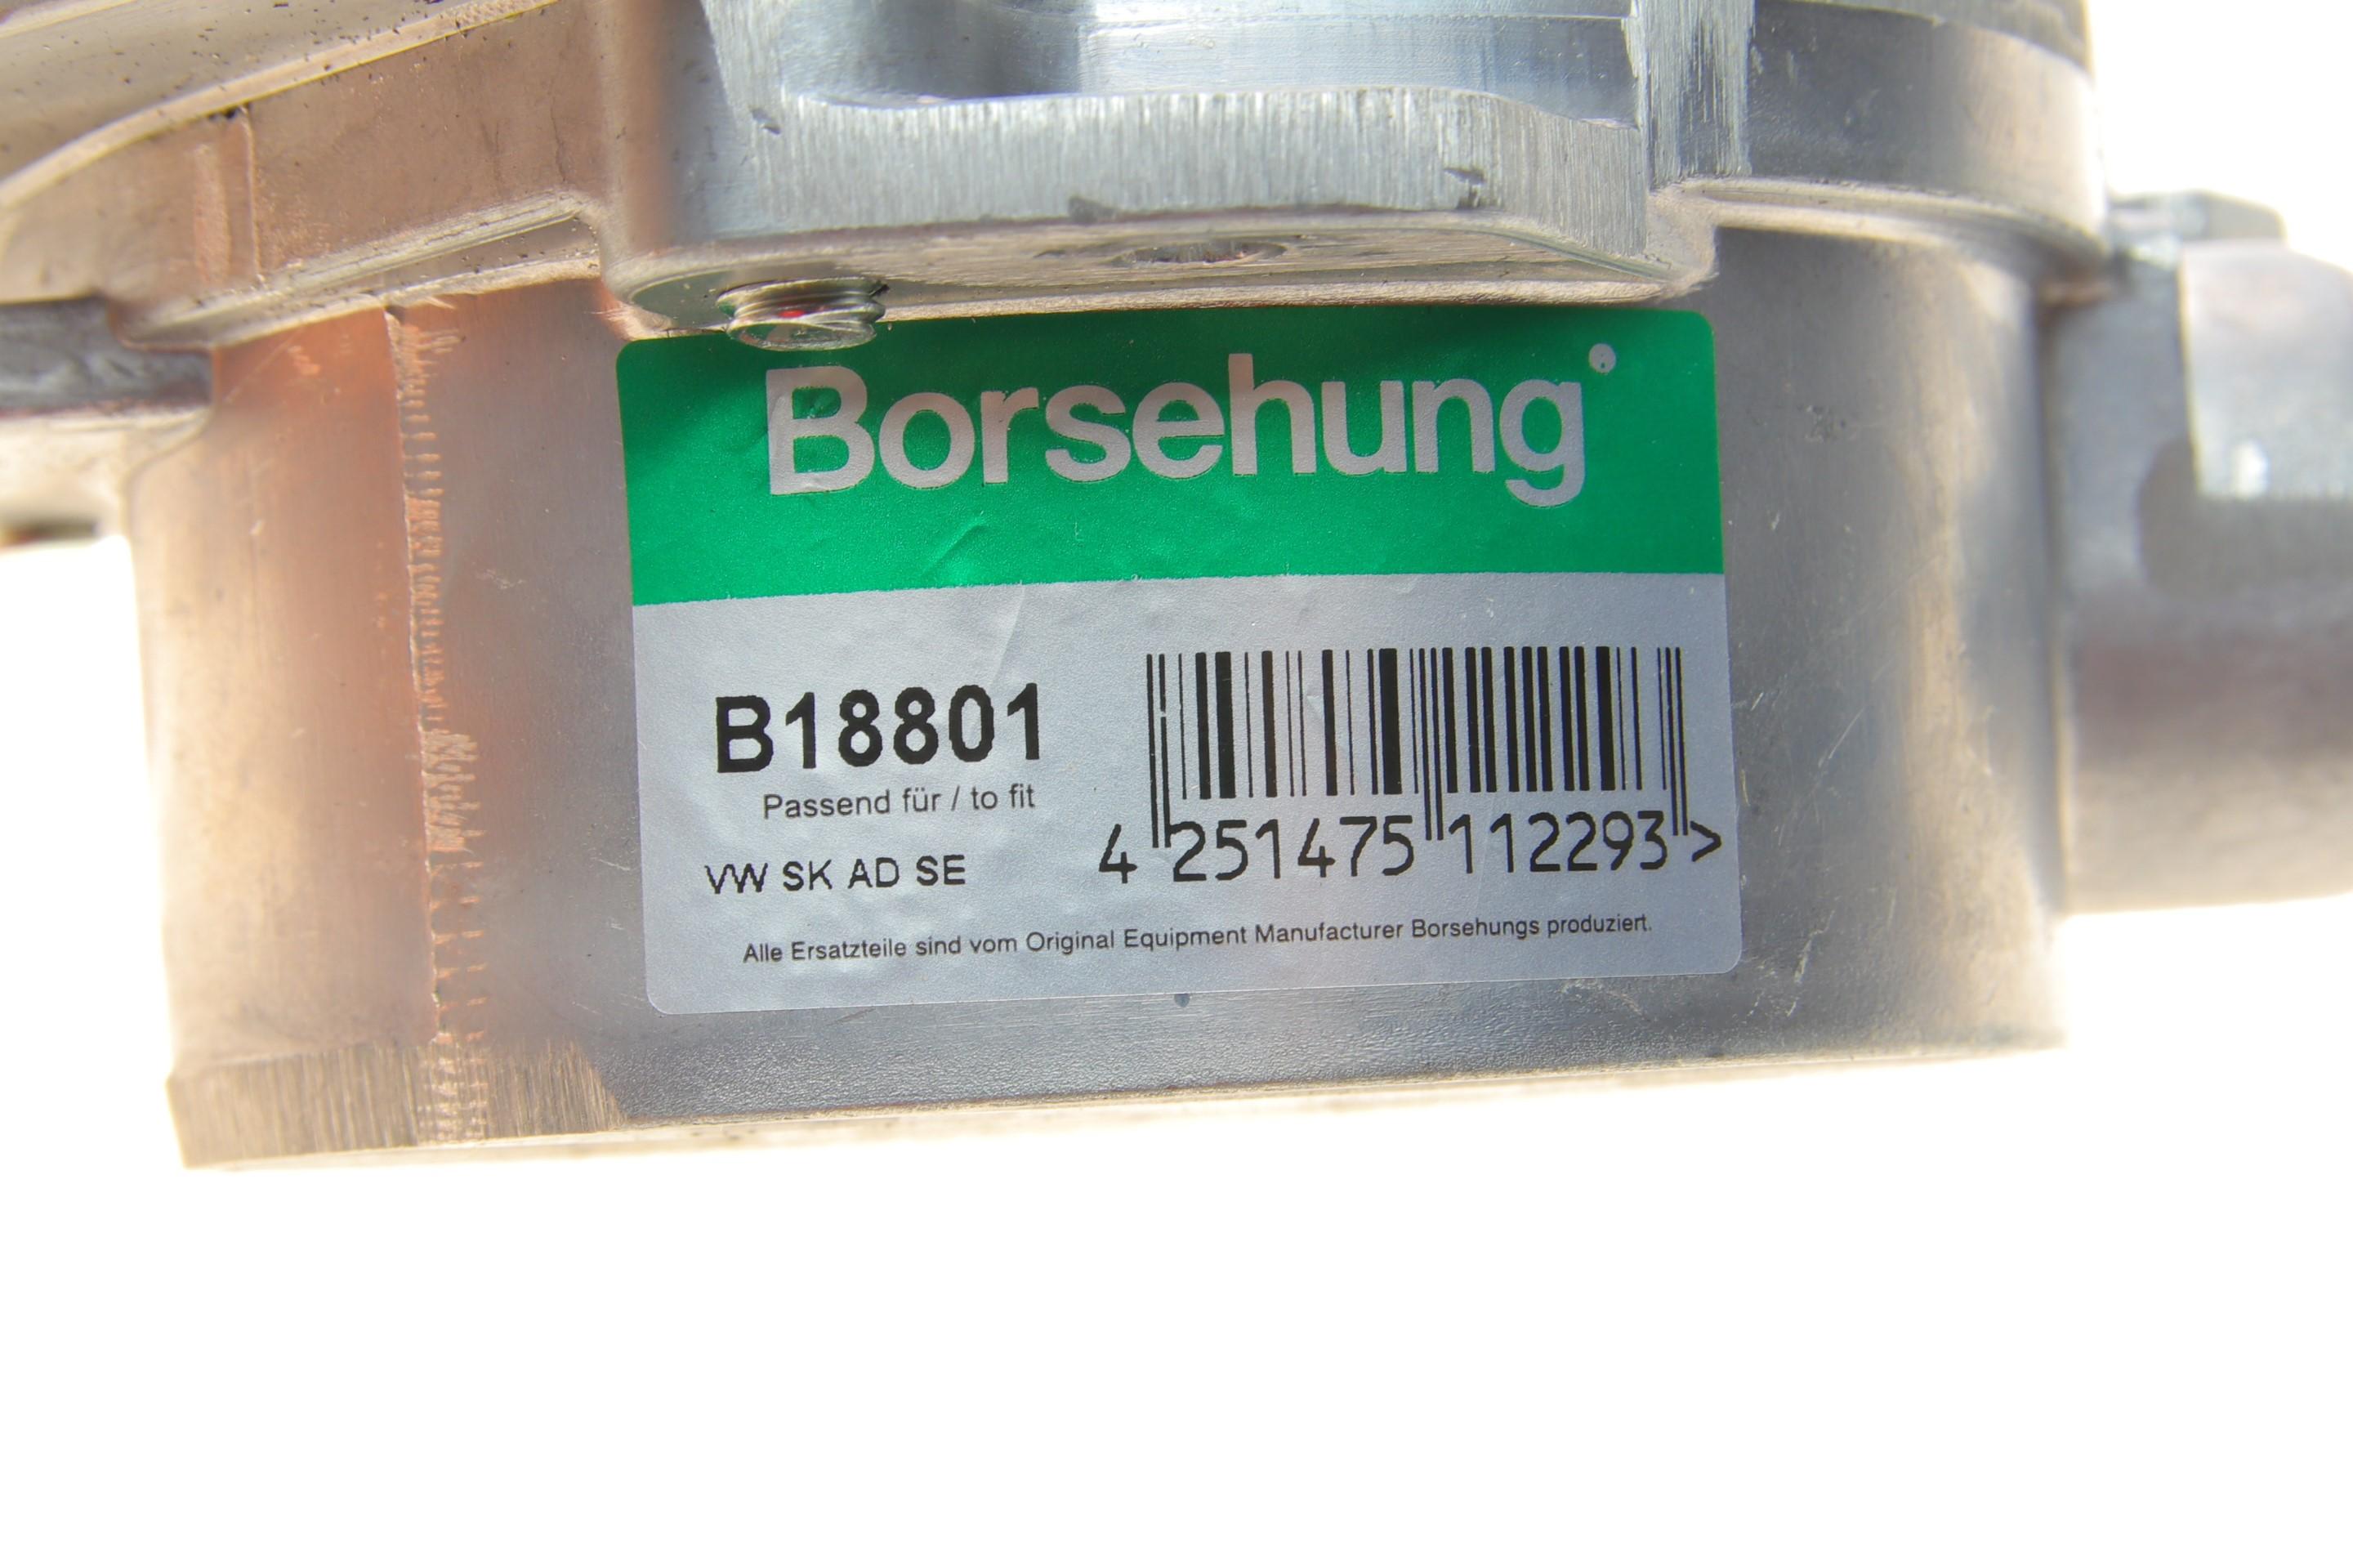 Borsehung
B18801
Passend für / to fit
VW SK AD SE
4 251475 112293 >
Alle Ersatzteile sind vom Original Equipment Manufacturer Borsehungs produziert.